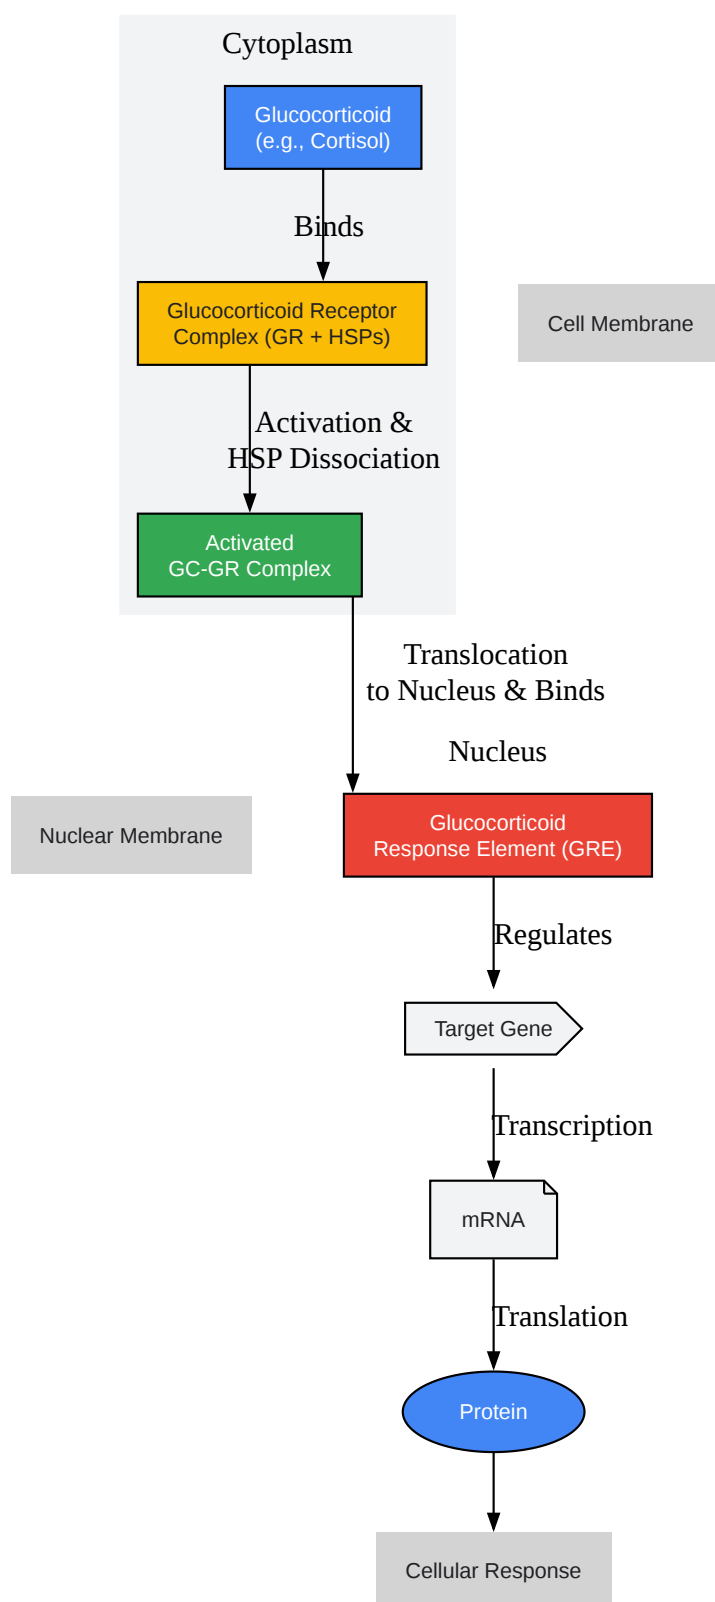 Cytoplasm
Glucocorticoid
(e.g., Cortisol)
Binds
Glucocorticoid Receptor
Complex (GR + HSPs)
Cell Membrane
Activation &
HSP Dissociation
Activated
GC-GR Complex
Translocation
to Nucleus & Binds
Nucleus
Nuclear Membrane
Glucocorticoid
Response Element (GRE)
Regulates
Target Gene
Transcription
mRNA
Translation
Protein
Cellular Response